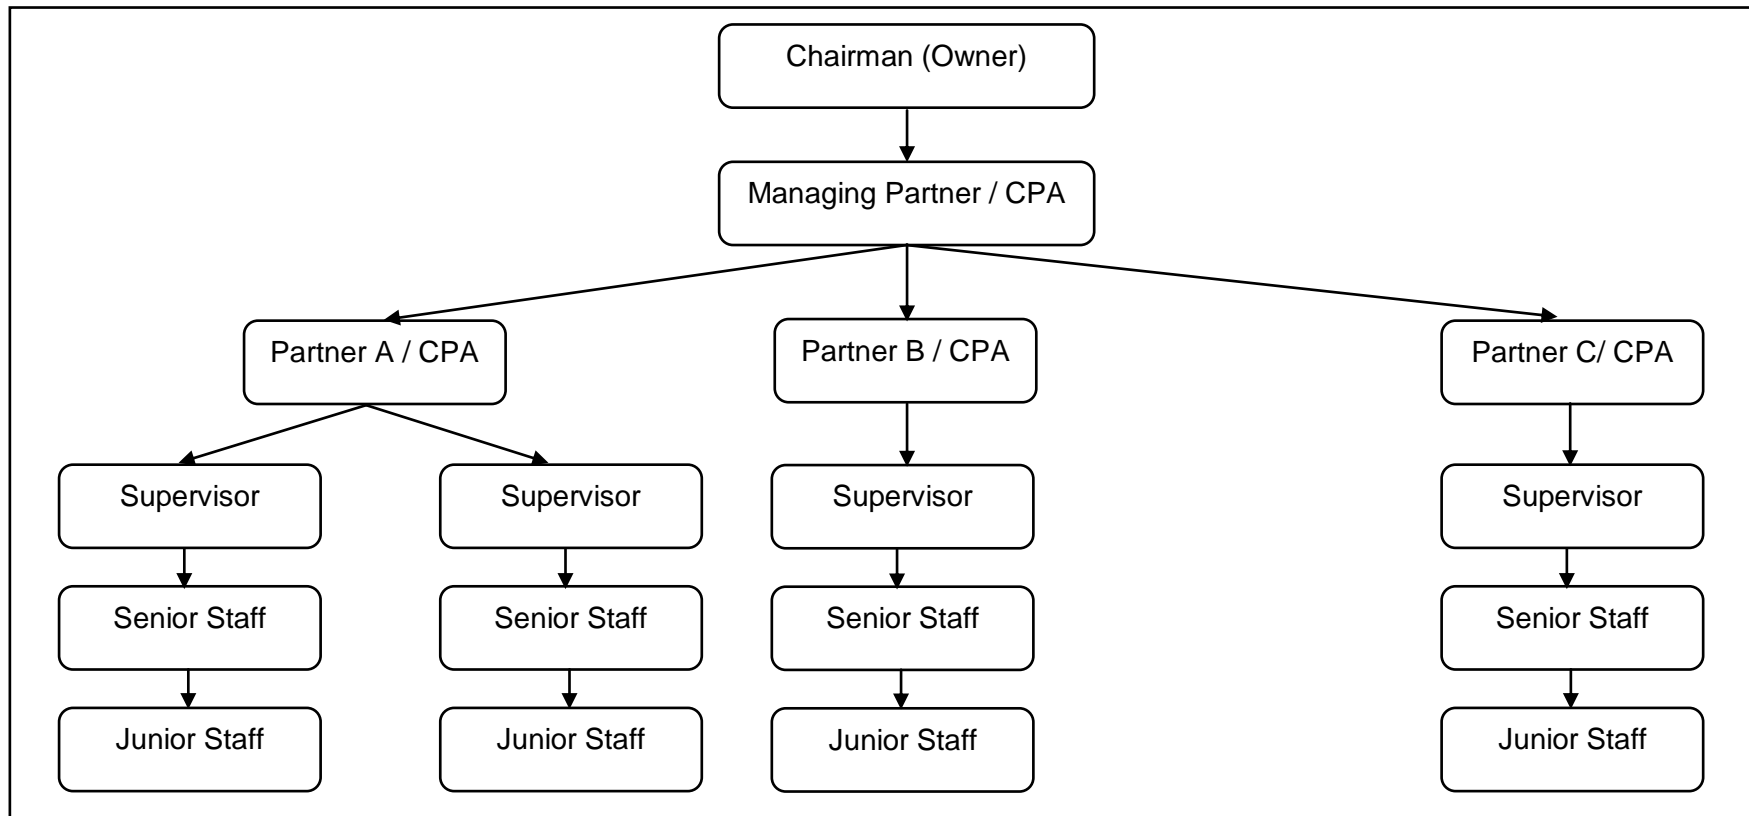 Chairman (Owner)
Managing Partner / CPA
Partner A / CPA
Partner B / CPA
Partner C/ CPA
Supervisor
Supervisor
Supervisor
Supervisor
Senior Staff
Senior Staff
Senior Staff
Senior Staff
Junior Staff
Junior Staff
Junior Staff
Junior Staff